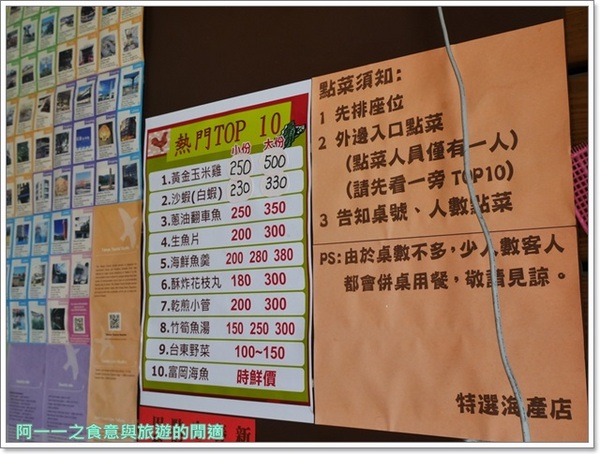 熱門TOP 10
小份 大份
1.黃金玉米雞 250 500
2.沙蝦(白蝦) 230 330
3.蔥油翻車魚 250 350
4.生魚片 200 300
5.海鮮魚羹 200 280 380
6.酥炸花枝丸 180 300
7.乾煎小管 200 300
8.竹筍魚湯 150 250 300
9.台東野菜 100~150
10.富岡海魚 時鮮價
點菜須知:
1 先排座位
2 外邊入口點菜
(點菜人員僅有一人)
(請先看一旁 TOP10)
3 告知桌號、人數點菜
PS:由於桌數不多,少人數客人
都會併桌用餐,敬請見諒。
特選海產店
阿一一之食意與旅遊的閒適